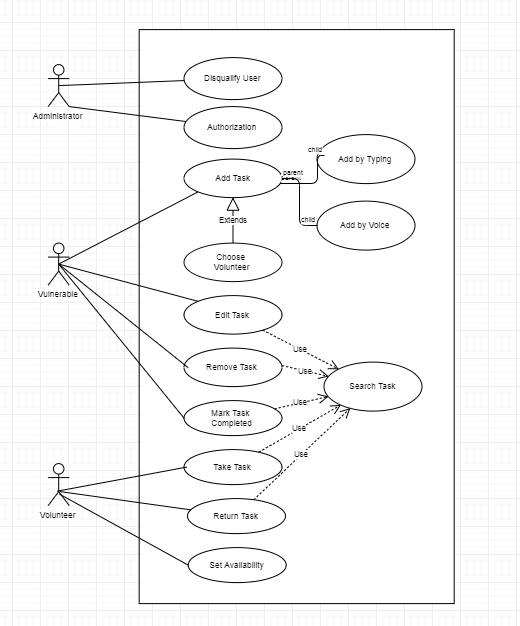 Disqualify User
Administrator
Authorization
child
Add by Typing
Add Task
parent
parent
child
Add by Voice
Extends
Choose
Volunteer
Vulnerable
Edit Task
Use
Remove Task
Use
Search Task
Use
Mark Task
Completed
Use
Take Task
Use
Volunteer
Return Task
Set Availability